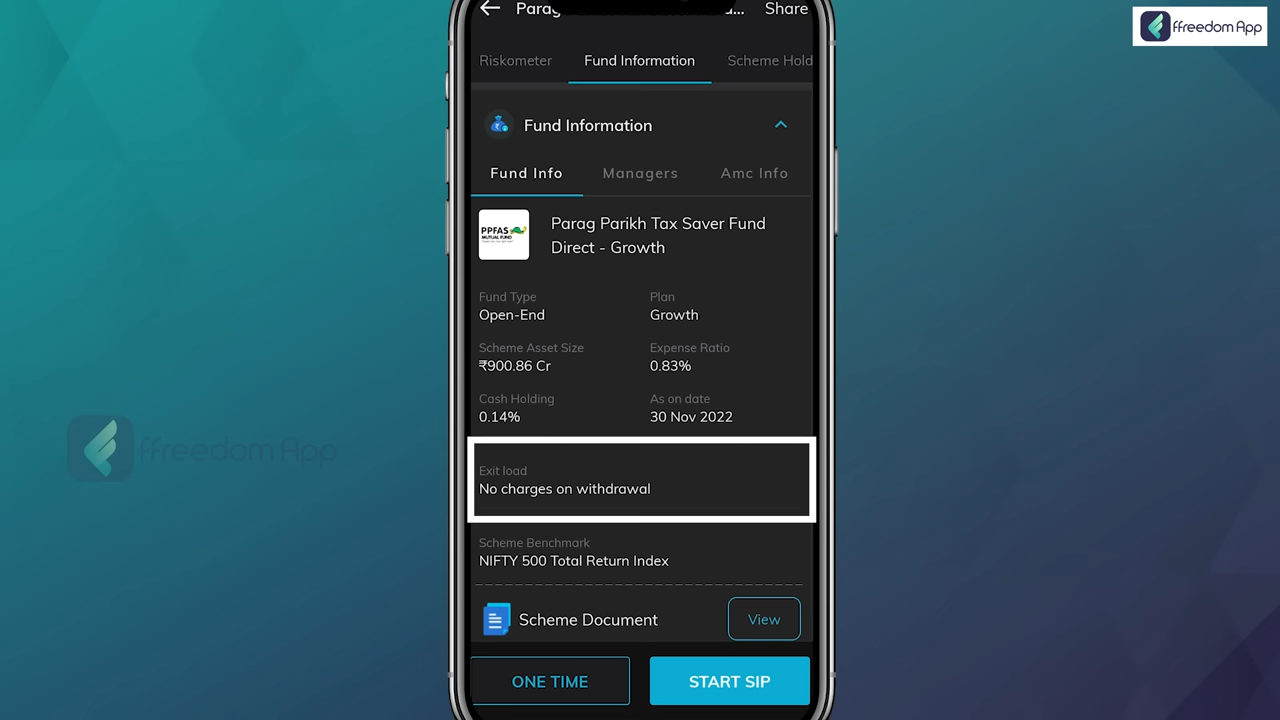 Parag
...
Share
ffreedom App
Riskometer
Fund Information
Scheme Hold
Fund Information
Fund Info
Managers
Amc Info
PPFAS
MUTUAL FUND
Parag Parikh Tax Saver Fund
Direct - Growth
Fund Type
Plan
Open-End
Growth
Scheme Asset Size
Expense Ratio
₹900.86 Cr
0.83%
Cash Holding
As on date
0.14%
30 Nov 2022
ffreedom App
Exit load
No charges on withdrawal
Scheme Benchmark
NIFTY 500 Total Return Index
Scheme Document
View
ONE TIME
START SIP